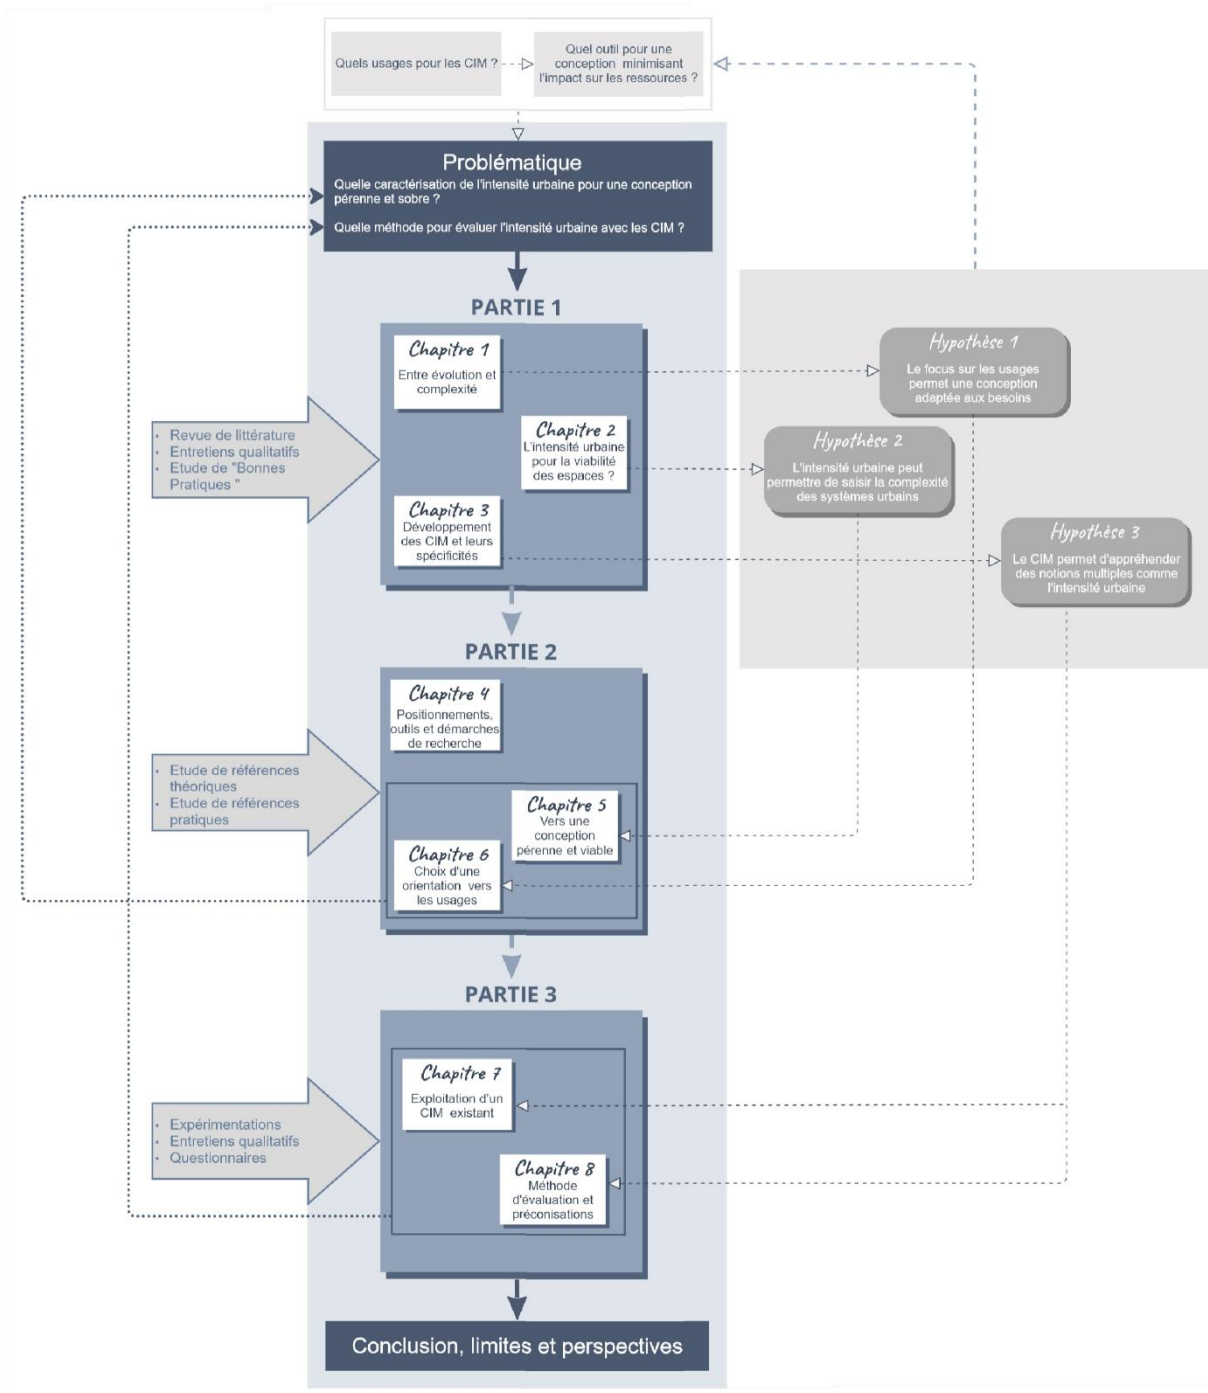 Quels usages pour les CIM ?
Quel outil pour une
conception minimisant
l'impact sur les ressources ?
Problématique
Quelle caractérisation de l'intensité urbaine pour une conception
pérenne et sobre ?
Quelle méthode pour évaluer l'intensité urbaine avec les CIM ?
PARTIE 1
Chapitre 1
Entre évolution et
complexité
Chapitre 2
L'intensité urbaine
pour la viabilité
des espaces ?
Chapitre 3
Développement
des CIM et leurs
spécificités
• Revue de littérature
• Entretiens qualitatifs
• Etude de "Bonnes
Pratiques "
Hypothèse 1
Le focus sur les usages
permet une conception
adaptée aux besoins
Hypothèse 2
L'intensité urbaine peut
permettre de saisir la complexité
des systèmes urbains
Hypothèse 3
Le CIM permet d'appréhender
des notions multiples comme
l'intensité urbaine
PARTIE 2
Chapitre 4
Positionnements,
outils et démarches
de recherche
Chapitre 5
Vers une
conception
pérenne et viable
Chapitre 6
Choix d'une
orientation vers
les usages
• Etude de références
théoriques
• Etude de références
pratiques
PARTIE 3
Chapitre 7
Exploitation d'un
CIM existant
Chapitre 8
Méthode
d'évaluation et
préconisations
• Expérimentations
• Entretiens qualitatifs
• Questionnaires
Conclusion, limites et perspectives